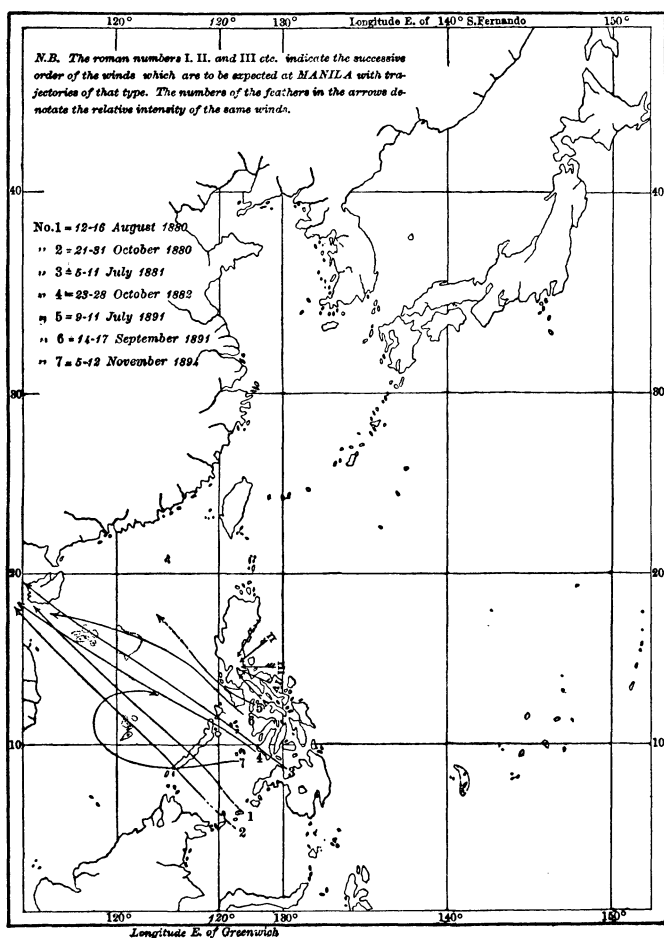 120° 120° 130° Longitude E. of 140° S.Fernando 150°
N.B. The roman numbers I. II. and III etc. indicate the successive
order of the winds which are to be expected at MANILA with tra-
jectories of that type. The numbers of the feathers in the arrows de-
notate the relative intensity of the same winds.
40 40
No.1 = 12-16 August 1880
,, 2 = 21-31 October 1880
,, 3 = 5-11 July 1881
,, 4 = 23-28 October 1882
,, 5 = 9-11 July 1891
,, 6 = 14-17 September 1891
,, 7 = 5-12 November 1894
30 30
20 20
5
6
10 4 3 10
7
1
2
120° 120° 130° 140° 150°
Longitude E. of Greenwich